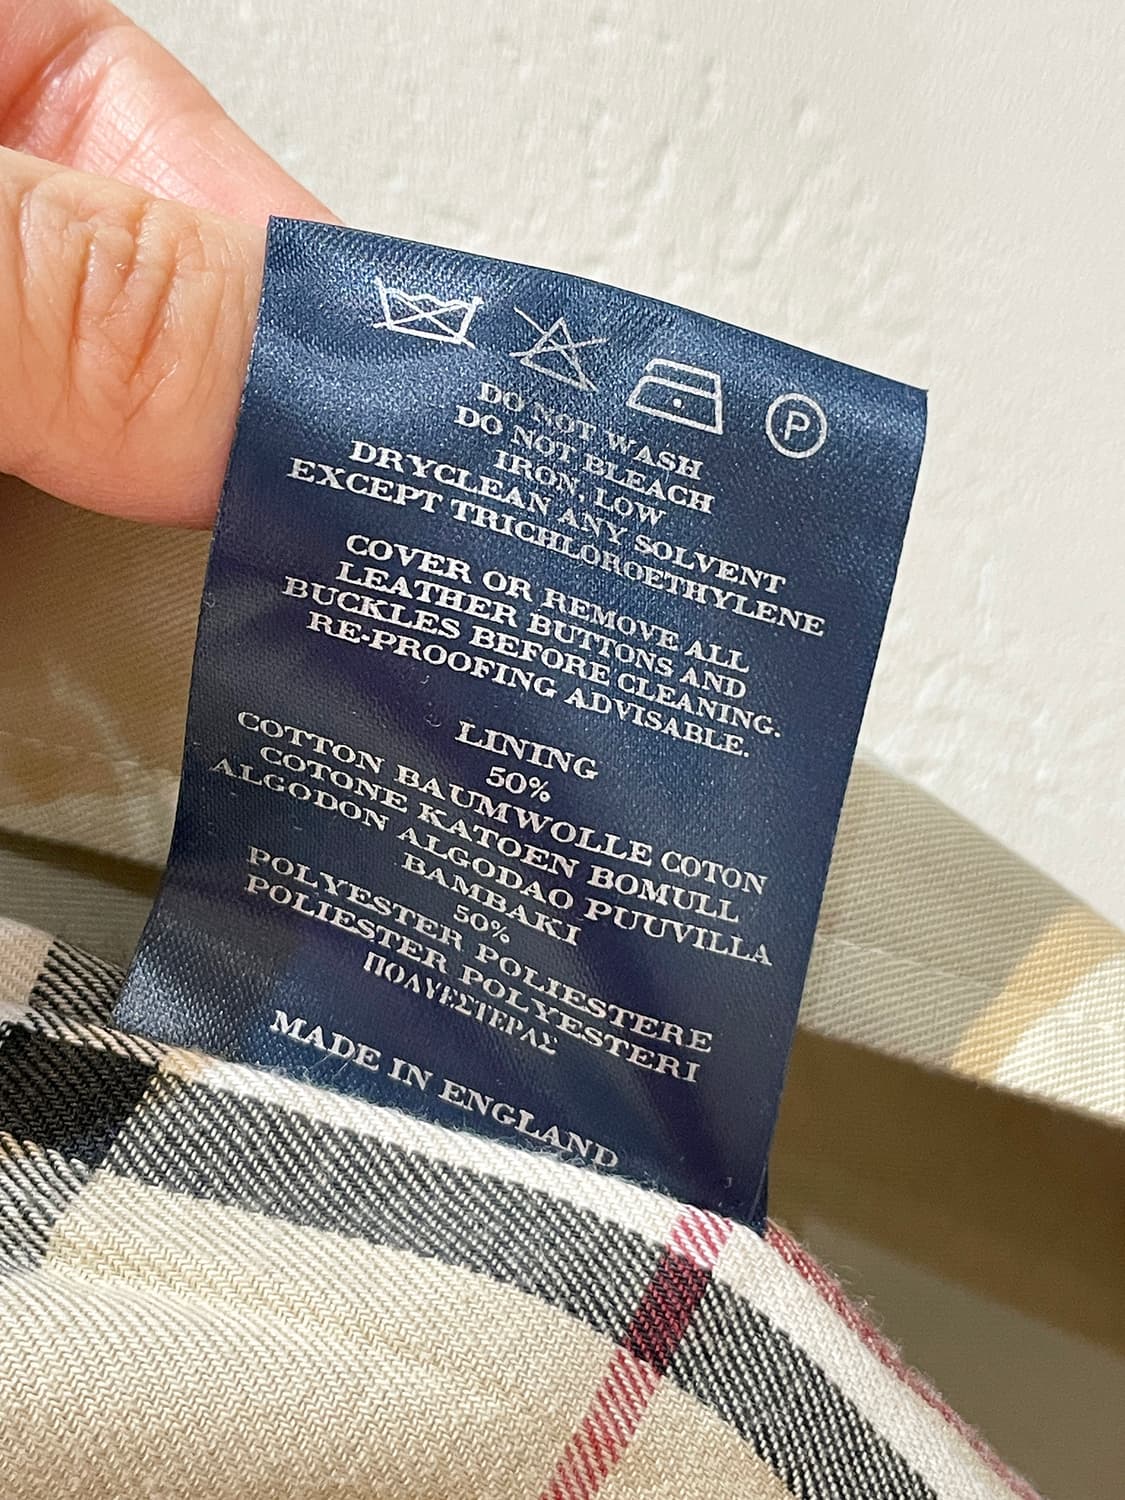 P
DO NOT WASH
DO NOT BLEACH
IRON. LOW
DRYCLEAN ANY SOLVENT
EXCEPT TRICHLOROETHYLENE
COVER OR REMOVE ALL
LEATHER BUTTONS AND
BUCKLES BEFORE CLEANING.
RE-PROOFING ADVISABLE.
LINING
50%
COTTON BAUMWOLLE COTON
COTONE KATOEN BOMULL
ALGODON ALGODAO PUUVILLA
BAMBAKI
50%
POLYESTER POLIESTERE
POLIESTER POLYESTERI
ΠΟΛΥΕΣΤΕΡΑΣ
MADE IN ENGLAND